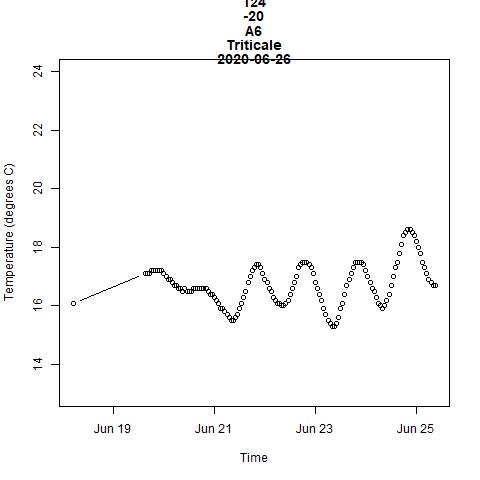 124
-20
A6
Triticale
2020-06-26
Temperature (degrees C)
24
22
20
18
16
14
Jun 19
Jun 21
Jun 23
Jun 25
Time